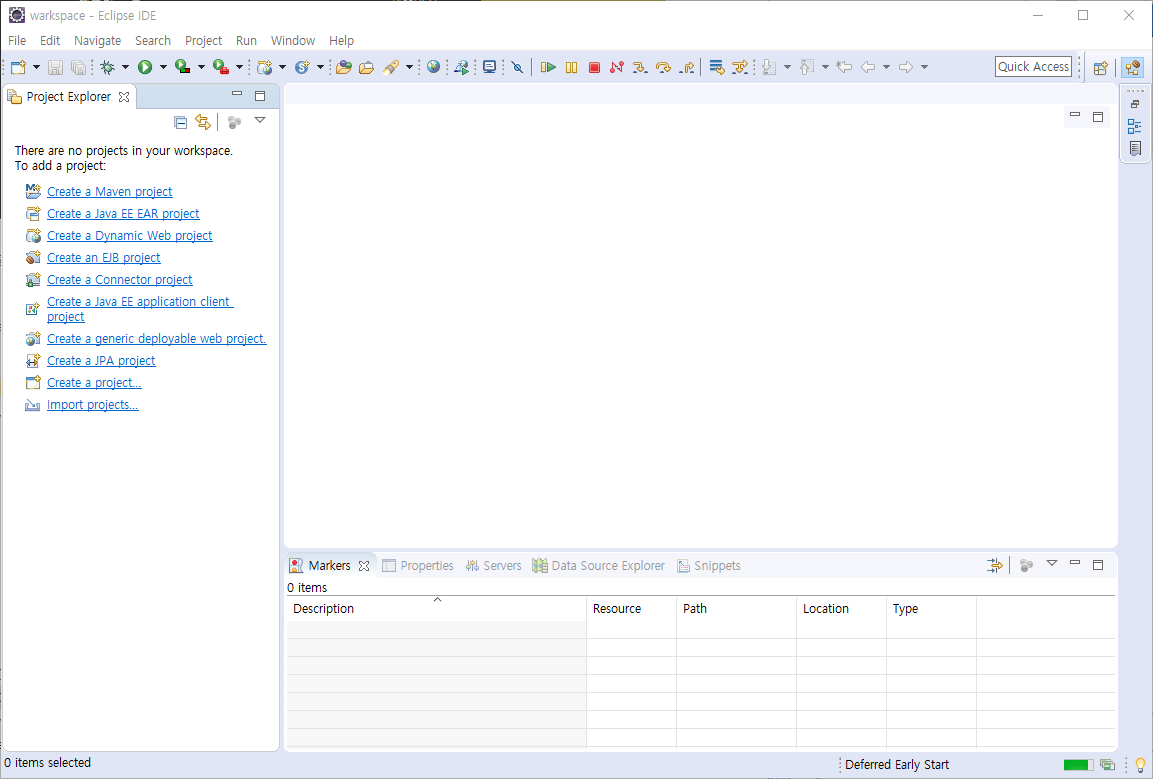 warkspace - Eclipse IDE
File Edit Navigate Search Project Run Window Help
Quick Access
Project Explorer
There are no projects in your workspace.
To add a project:
Create a Maven project
Create a Java EE EAR project
Create a Dynamic Web project
Create an EJB project
Create a Connector project
Create a Java EE application client
project
Create a generic deployable web project.
Create a JPA project
Create a project...
Import projects...
Markers Properties Servers Data Source Explorer Snippets
0 items
Description Resource Path Location Type
0 items selected
Deferred Early Start